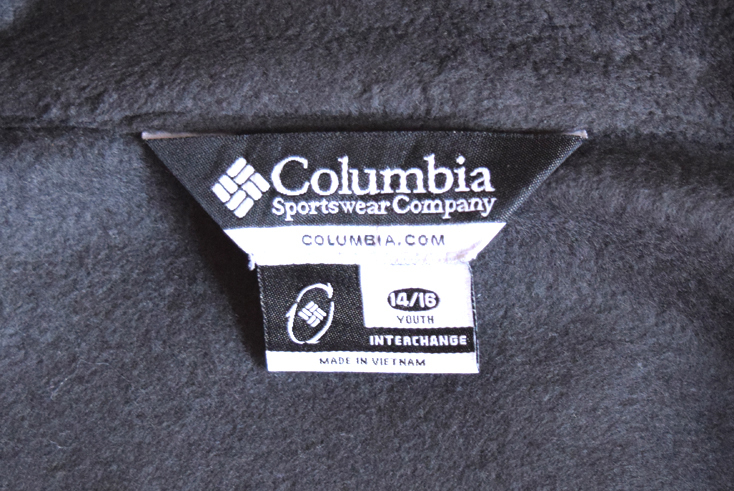 Columbia
Sportswear Company
COLUMBIA.COM
14/16
YOUTH
INTERCHANGE
MADE IN VIETNAM